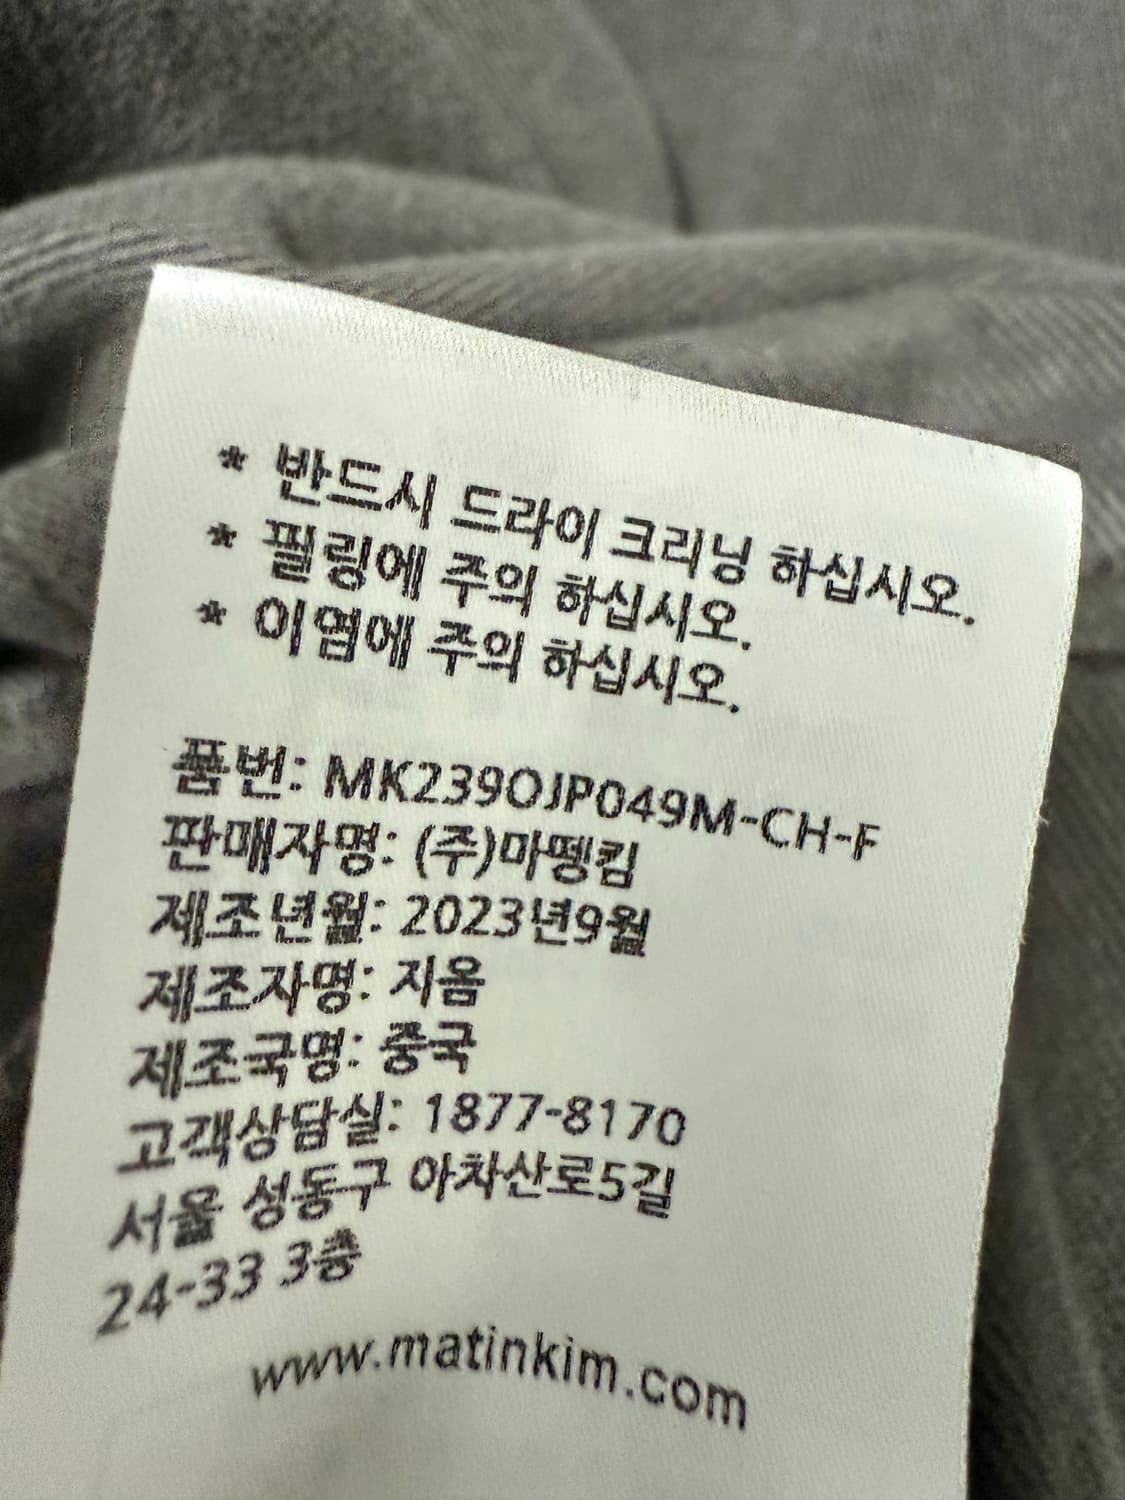 * 반드시 드라이 크리닝 하십시오.
* 필링에 주의 하십시오.
* 이염에 주의 하십시오.
품번: MK239OJP049M-CH-F
판매자명: (주)마뗑킴
제조년월: 2023년9월
제조자명: 지옴
제조국명: 중국
고객상담실: 1877-8170
서울 성동구 아차산로5길
24-33 3층
www.matinkim.com